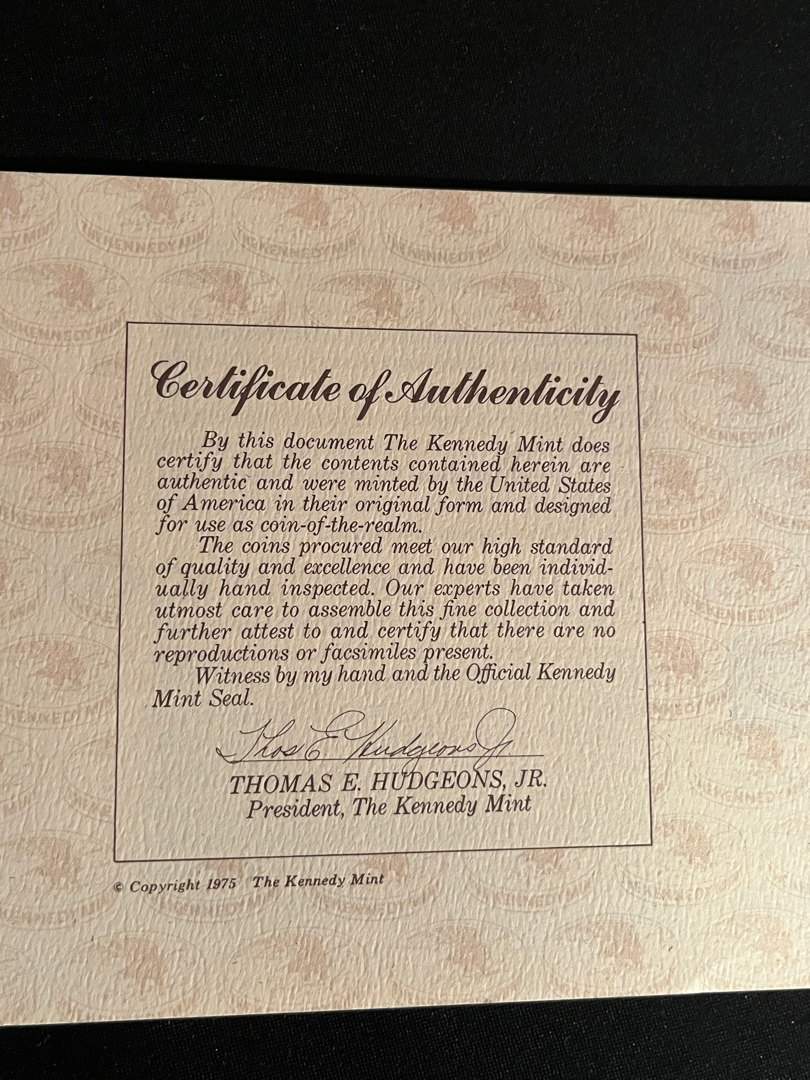 Certificate of Authenticity
By this document The Kennedy Mint does
certify that the contents contained herein are
authentic and were minted by the United States
of America in their original form and designed
for use as coin-of-the-realm.
The coins procured meet our high standard
of quality and excellence and have been individ-
ually hand inspected. Our experts have taken
utmost care to assemble this fine collection and
further attest to and certify that there are no
reproductions or facsimiles present.
Witness by my hand and the Official Kennedy
Mint Seal.
Thos E Hudgeons Jr
THOMAS E. HUDGEONS, JR.
President, The Kennedy Mint
© Copyright 1975 The Kennedy Mint